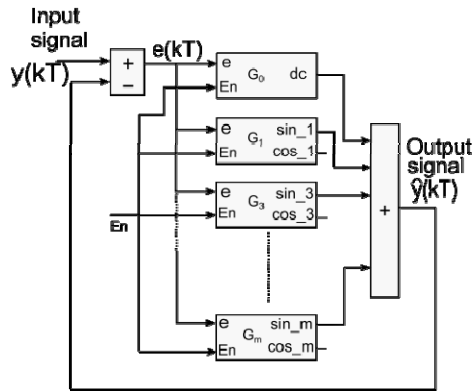 Input
signal
y(kT)
+
−
e(kT)
e
G0
dc
En
e
G1
sin_1
En
cos_1
e
G3
sin_3
En
cos_3
En
e
Gm
sin_m
En
cos_m
+
Output
signal
ŷ(kT)